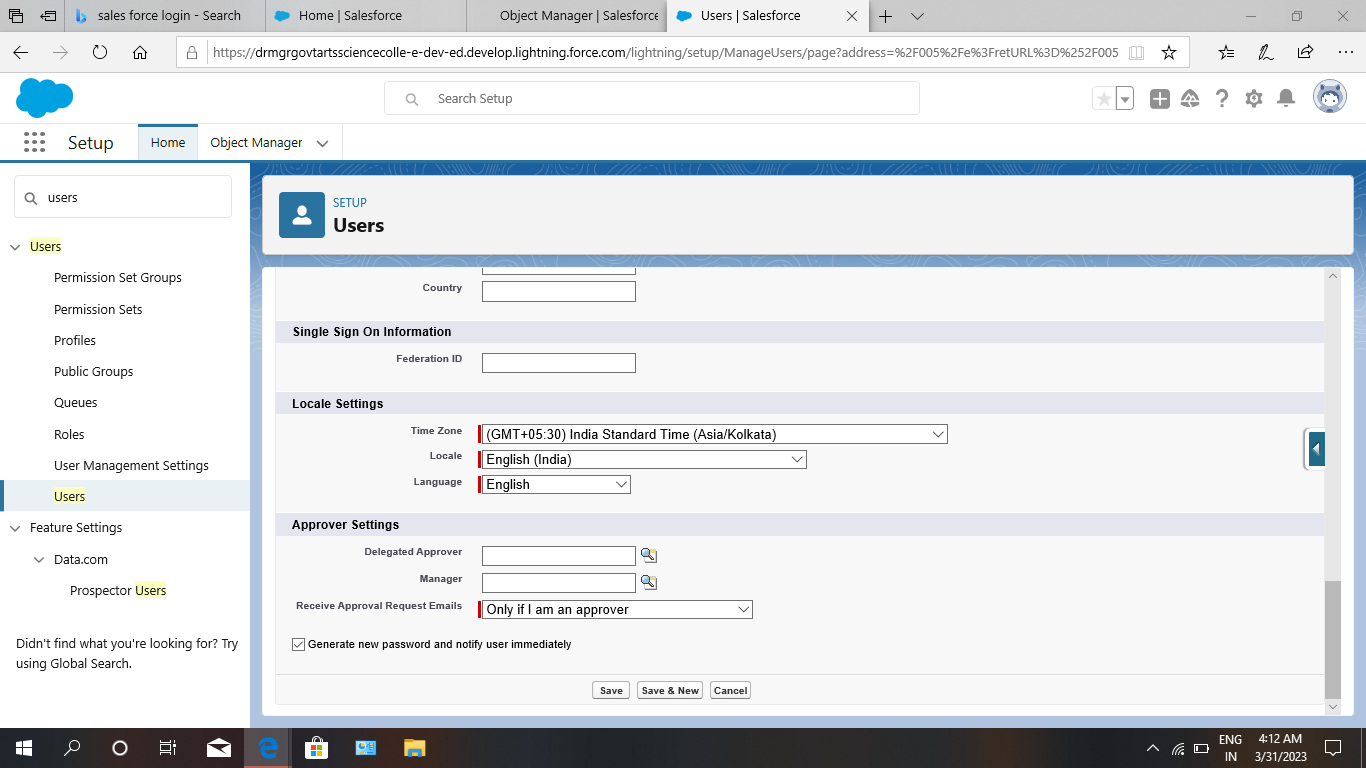 sales force login - Search
Home | Salesforce
Object Manager | Salesforce
Users | Salesforce
https://drmgrgovtartssciencecolle-e-dev-ed.develop.lightning.force.com/lightning/setup/ManageUsers/page?address=%2F005%2Fe%3FretURL%3D%252F005
Search Setup
Setup
Home
Object Manager
users
Users
Permission Set Groups
Permission Sets
Profiles
Public Groups
Queues
Roles
User Management Settings
Users
Feature Settings
Data.com
Prospector Users
Didn't find what you're looking for? Try
using Global Search.
SETUP
Users
Country
Single Sign On Information
Federation ID
Locale Settings
Time Zone
(GMT+05:30) India Standard Time (Asia/Kolkata)
Locale
English (India)
Language
English
Approver Settings
Delegated Approver
Manager
Receive Approval Request Emails
Only if I am an approver
Generate new password and notify user immediately
Save
Save & New
Cancel
ENG
IN
4:12 AM
3/31/2023